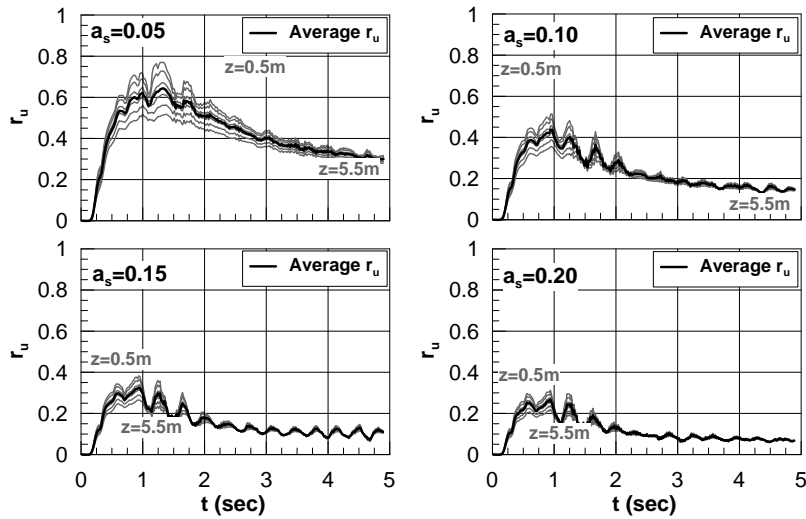 1
a_s=0.05
Average r_u
z=0.5m
0.8
0.6
r_u
0.4
z=5.5m
0.2
0
1
a_s=0.10
Average r_u
0.8
z=0.5m
0.6
r_u
0.4
0.2
z=5.5m
0
1
a_s=0.15
Average r_u
0.8
0.6
r_u
z=0.5m
0.4
0.2
z=5.5m
0
0 1 2 3 4 5
t (sec)
1
a_s=0.20
Average r_u
0.8
0.6
r_u
0.4
z=0.5m
0.2
z=5.5m
0
0 1 2 3 4 5
t (sec)